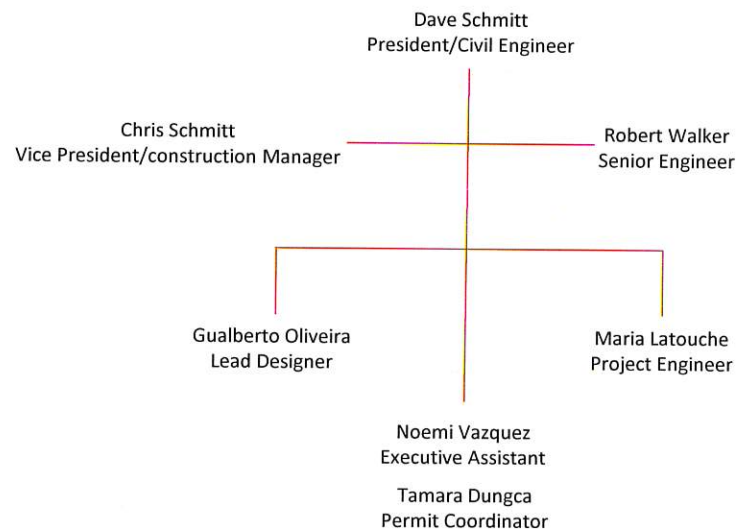 Dave Schmitt
President/Civil Engineer
Chris Schmitt
Vice President/construction Manager
Robert Walker
Senior Engineer
Gualberto Oliveira
Lead Designer
Maria Latouche
Project Engineer
Noemi Vazquez
Executive Assistant
Tamara Dungca
Permit Coordinator